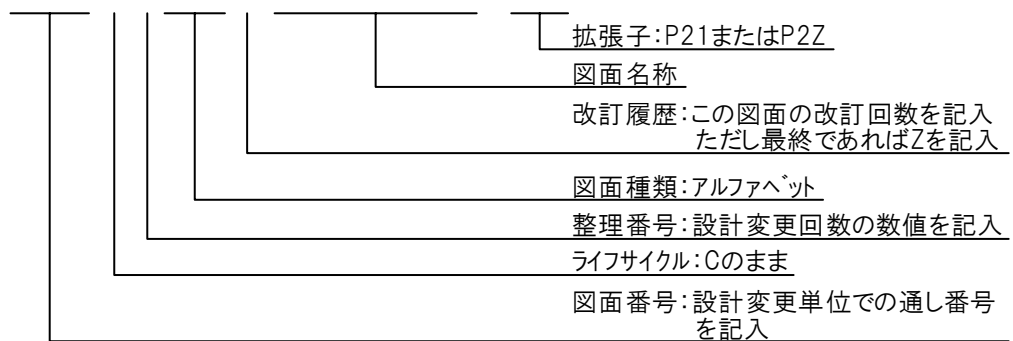 拡張子:P21またはP2Z
図面名称
改訂履歴:この図面の改訂回数を記入
ただし最終であればZを記入
図面種類:アルファベット
整理番号:設計変更回数の数値を記入
ライフサイクル:Cのまま
図面番号:設計変更単位での通し番号
を記入